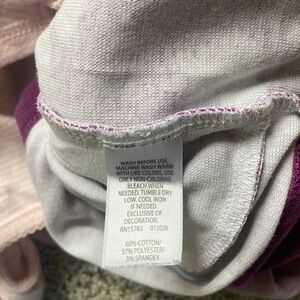 WASH BEFORE USE.
MACHINE WASH WARM
WITH LIKE COLORS. USE
ONLY NON-CHLORINE
BLEACH WHEN
NEEDED. TUMBLE DRY
LOW. COOL IRON
IF NEEDED.
EXCLUSIVE OF
DECORATION.
RN15763 0120JR
60% COTTON/
37% POLYESTER/
3% SPANDEX